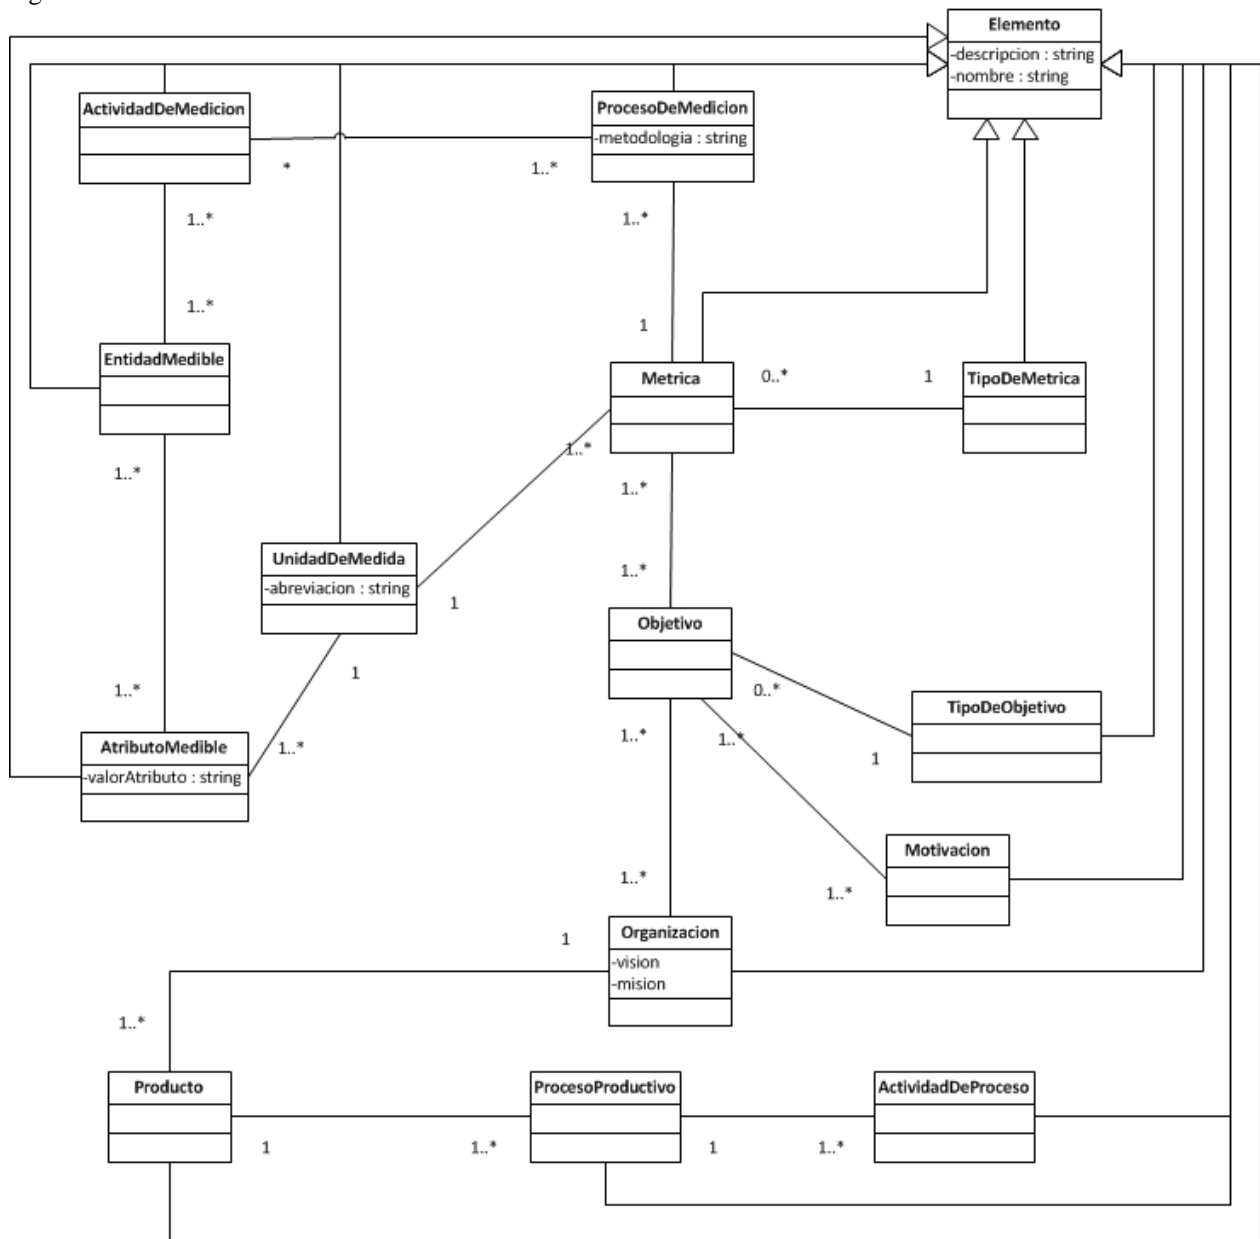 Elemento
-descripcion : string
-nombre : string
ActividadDeMedicion
ProcesoDeMedicion
-metodologia : string
*
1..*
1..*
1..*
1..*
1
EntidadMedible
Metrica
0..*
1
TipoDeMetrica
1..*
1..*
1..*
UnidadDeMedida
-abreviacion : string
1
1..*
Objetivo
1
1..*
0..*
TipoDeObjetivo
1..*
1..*
1
AtributoMedible
-valorAtributo : string
1..*
Motivacion
1..*
1..*
Organizacion
-vision
-mision
1
1..*
Producto
ProcesoProductivo
ActividadDeProceso
1
1..*
1
1..*